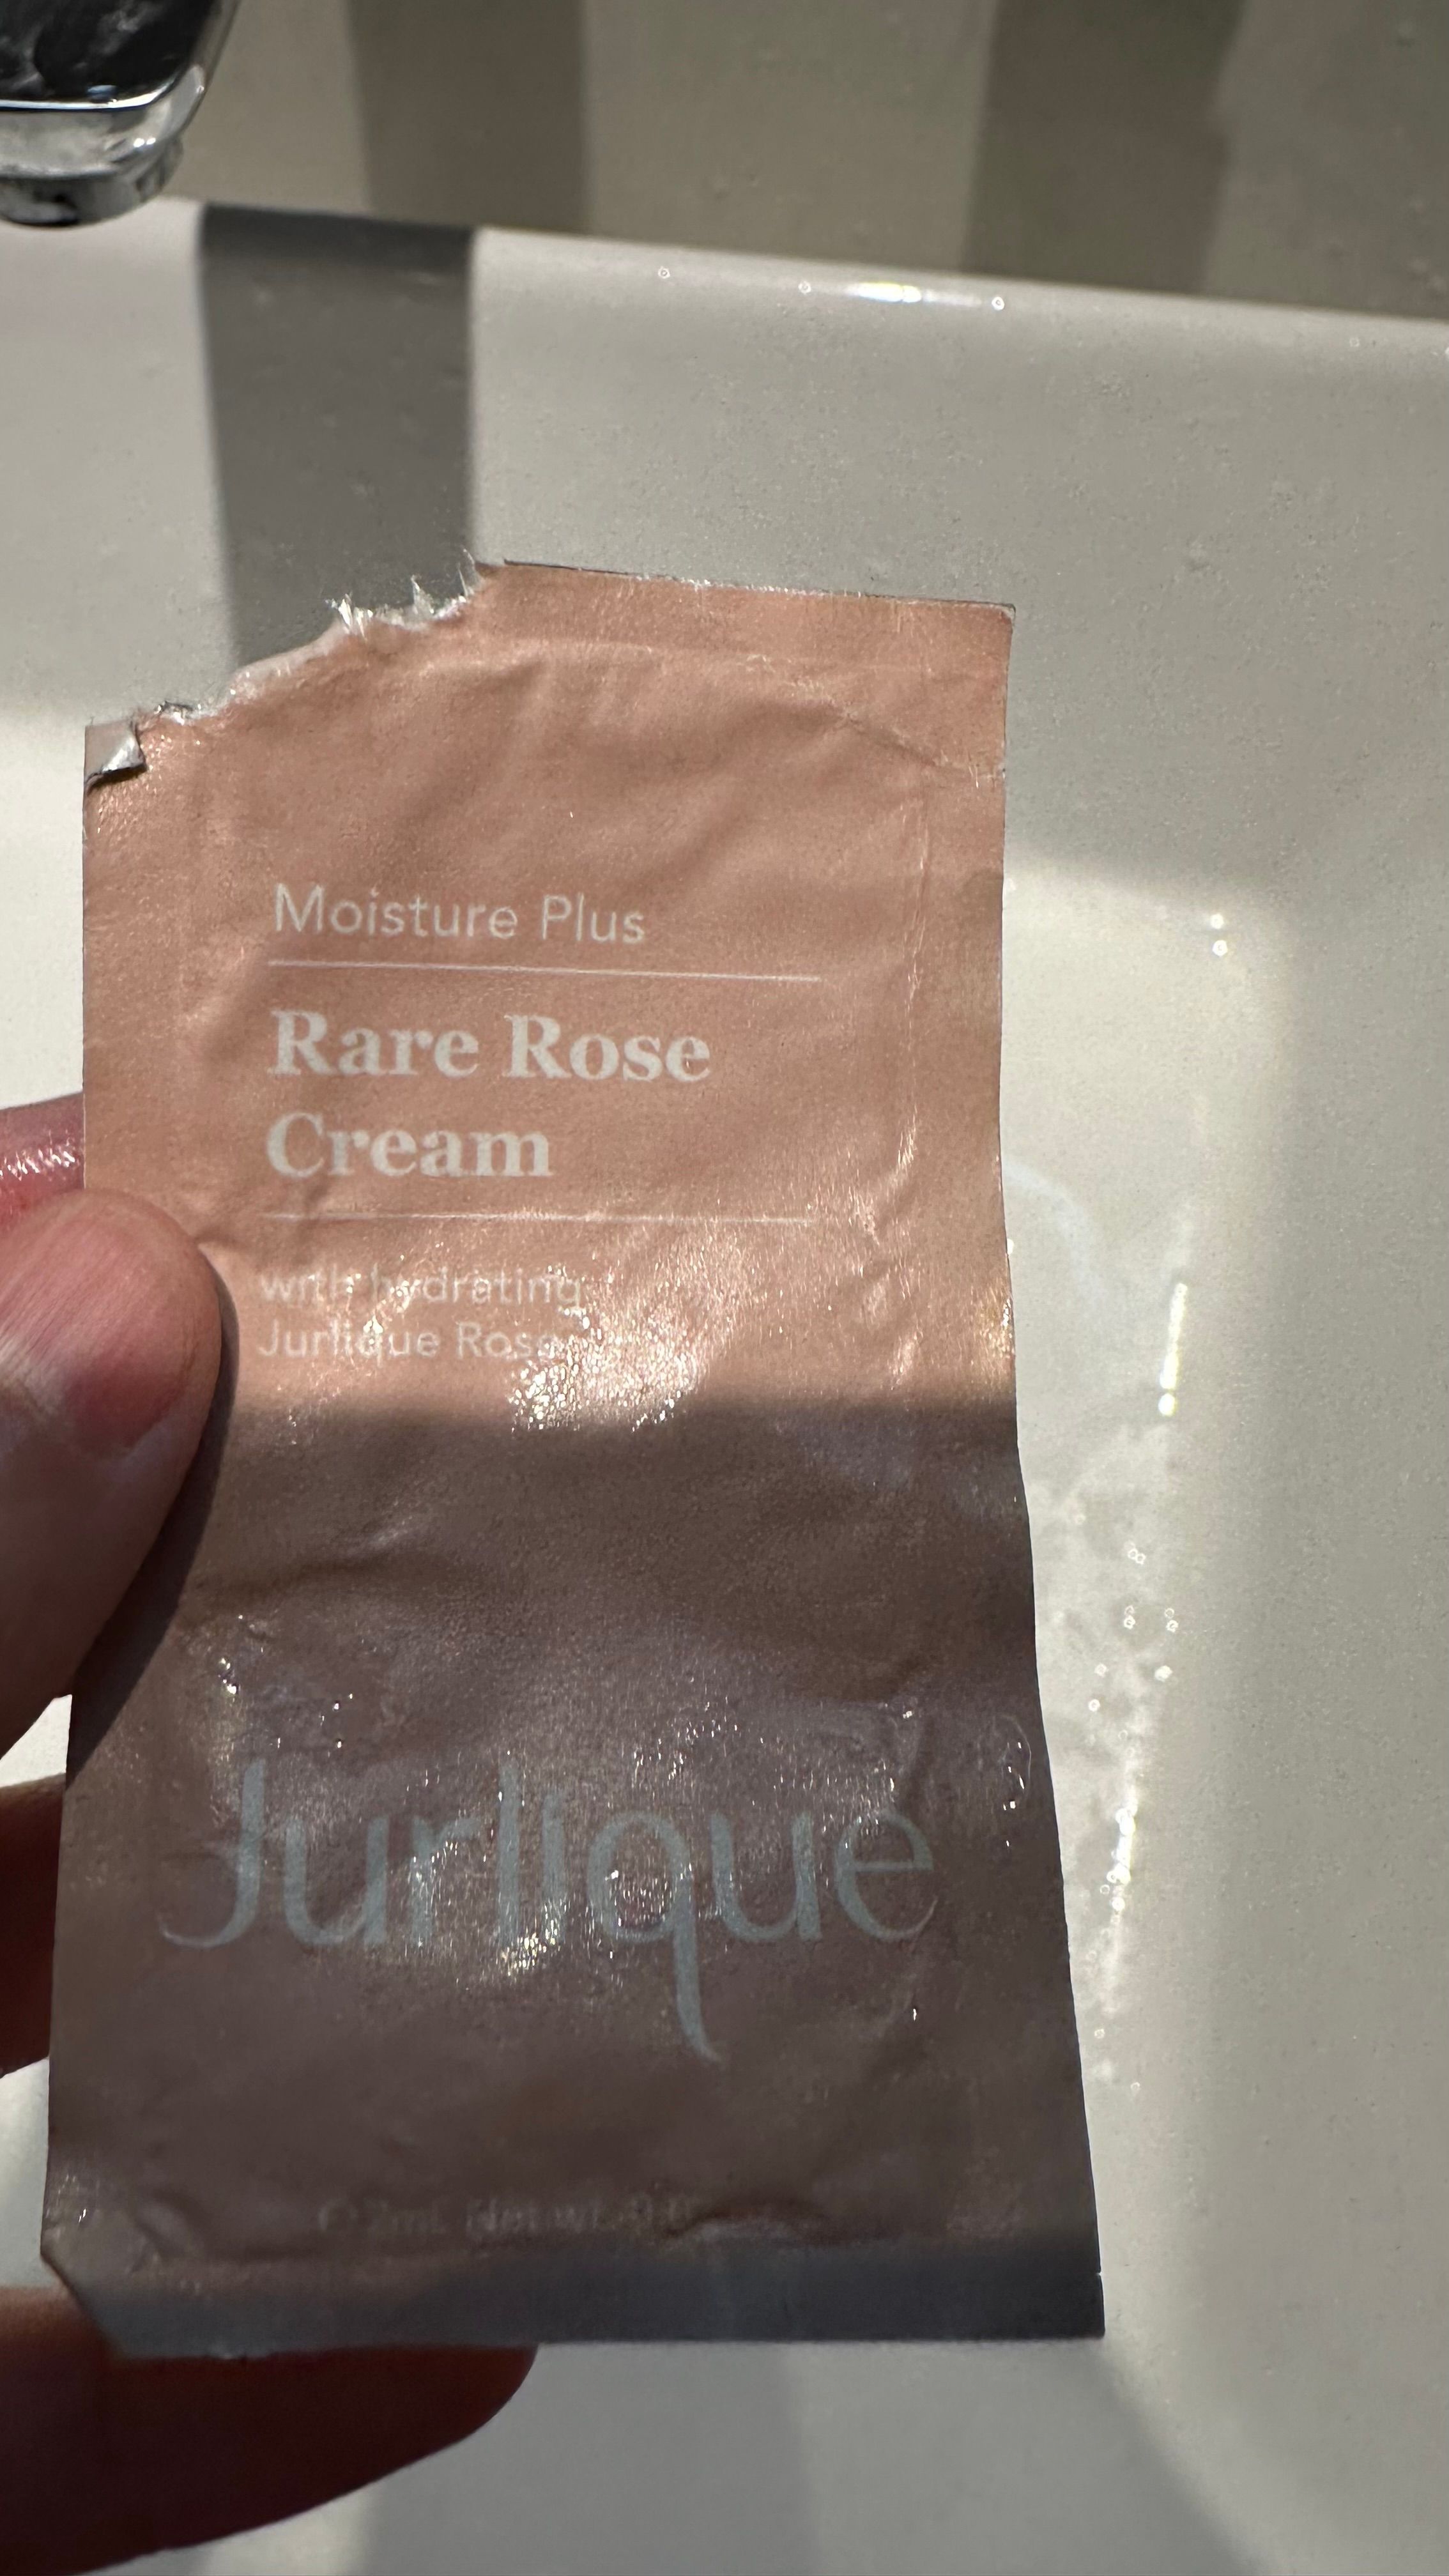 Moisture Plus
Rare Rose
Cream
with hydrating
Jurlique Rose
Jurlique